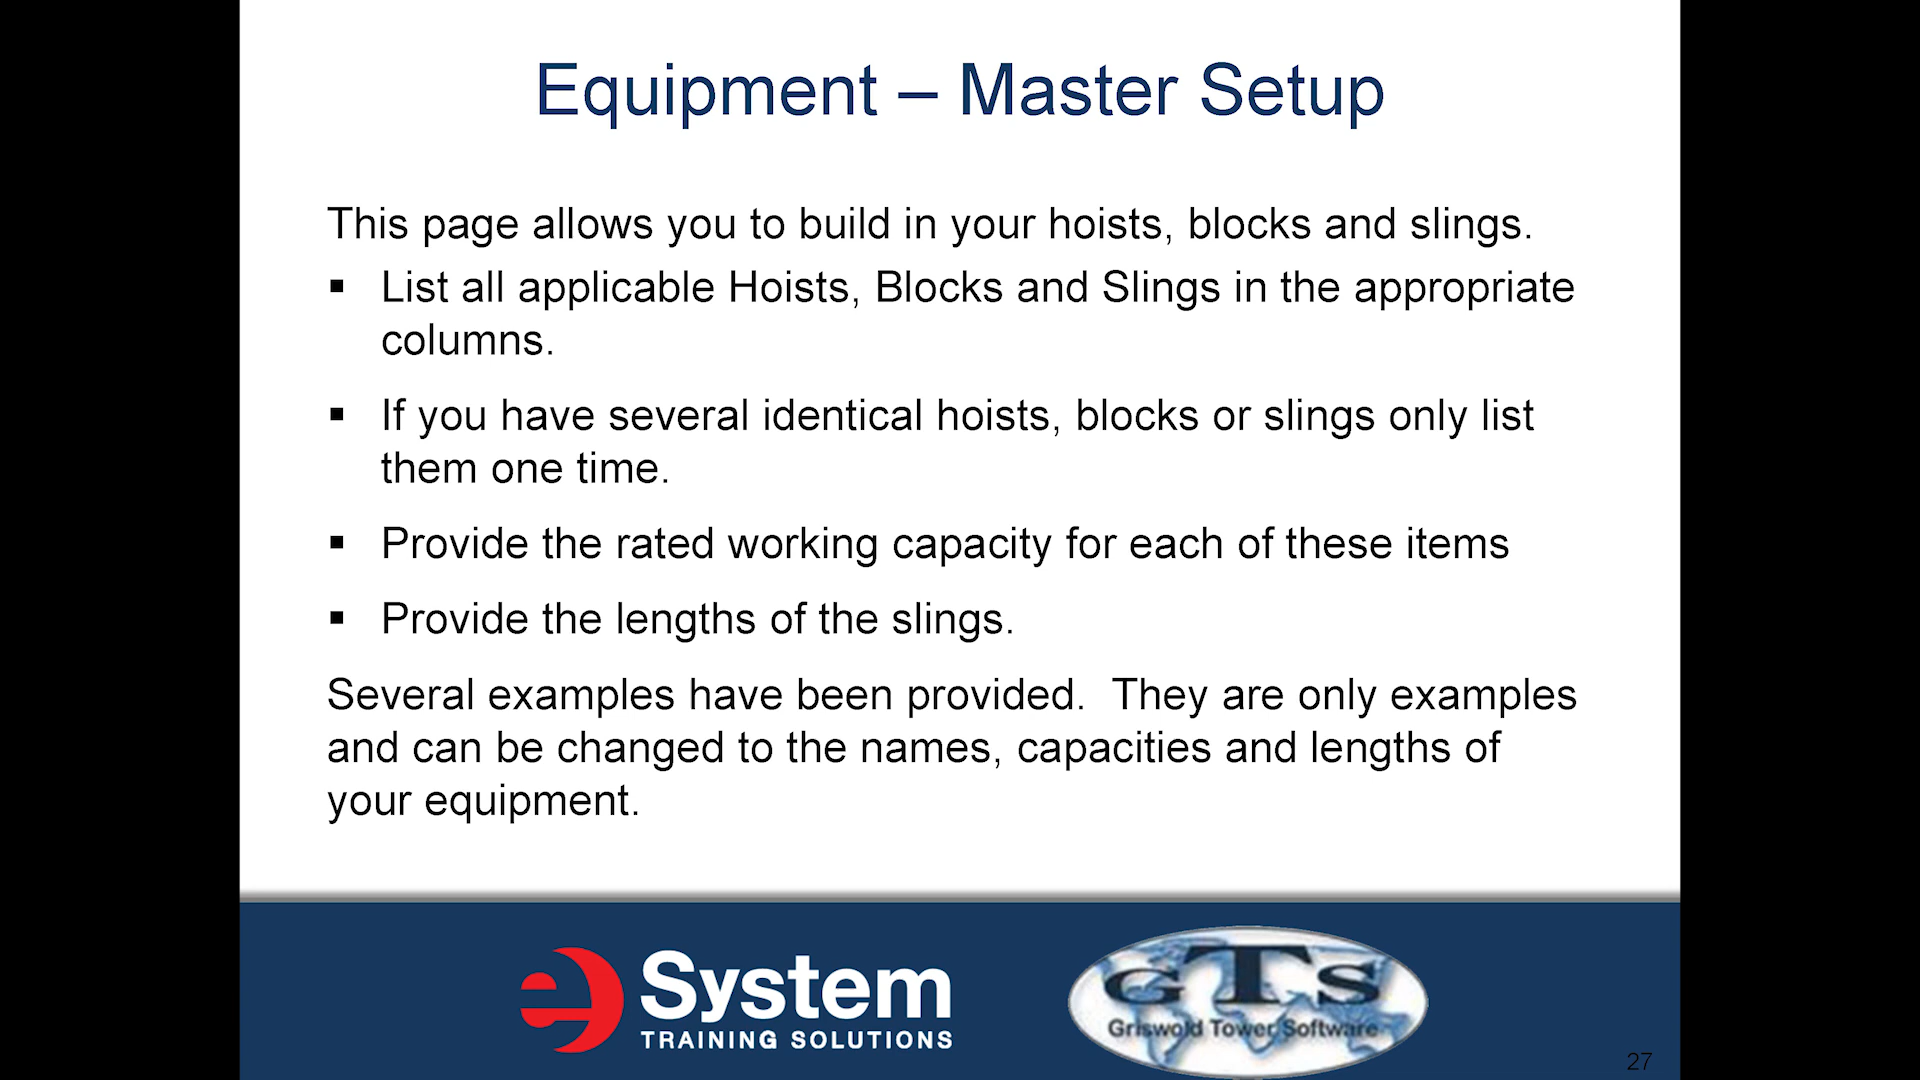 Equipment – Master Setup
This page allows you to build in your hoists, blocks and slings.
▪ List all applicable Hoists, Blocks and Slings in the appropriate
columns.
▪ If you have several identical hoists, blocks or slings only list
them one time.
▪ Provide the rated working capacity for each of these items
▪ Provide the lengths of the slings.
Several examples have been provided.  They are only examples
and can be changed to the names, capacities and lengths of
your equipment.
e System
TRAINING SOLUTIONS
GTS
Griswold Tower Software
27